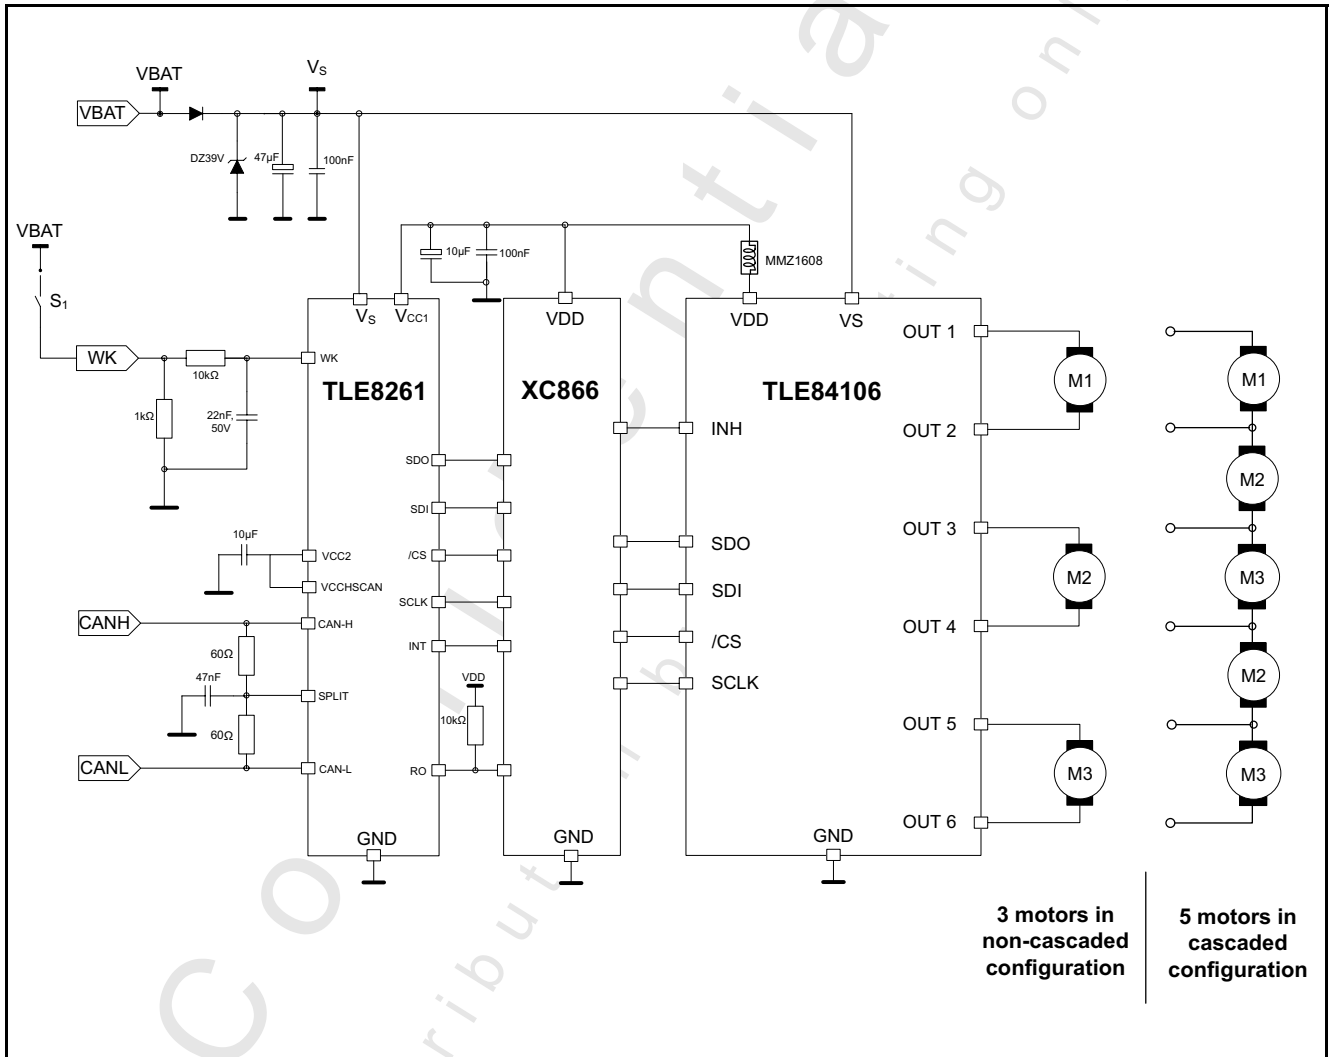 VBAT
VS
VBAT
DZ39V
47µF
100nF
VBAT
S1
WK
10kΩ
1kΩ
22nF,
50V
10µF
100nF
MMZ1608
VS
VCC1
WK
TLE8261
SDO
SDI
/CS
SCLK
INT
RO
10µF
VCC2
VCCHSCAN
CANH
CAN-H
60Ω
47nF
SPLIT
60Ω
CANL
CAN-L
GND
VDD
10kΩ
VDD
XC866
GND
VDD
VS
TLE84106
INH
SDO
SDI
/CS
SCLK
GND
OUT 1
OUT 2
OUT 3
OUT 4
OUT 5
OUT 6
M1
M2
M3
M1
M2
M3
M2
M3
3 motors in
non-cascaded
configuration
5 motors in
cascaded
configuration